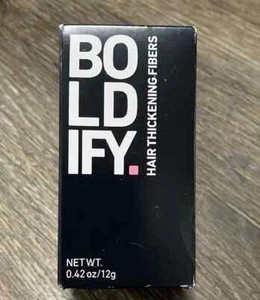 BO
LD
IFY.
HAIR THICKENING FIBERS
NET WT.
0.42 oz/12g